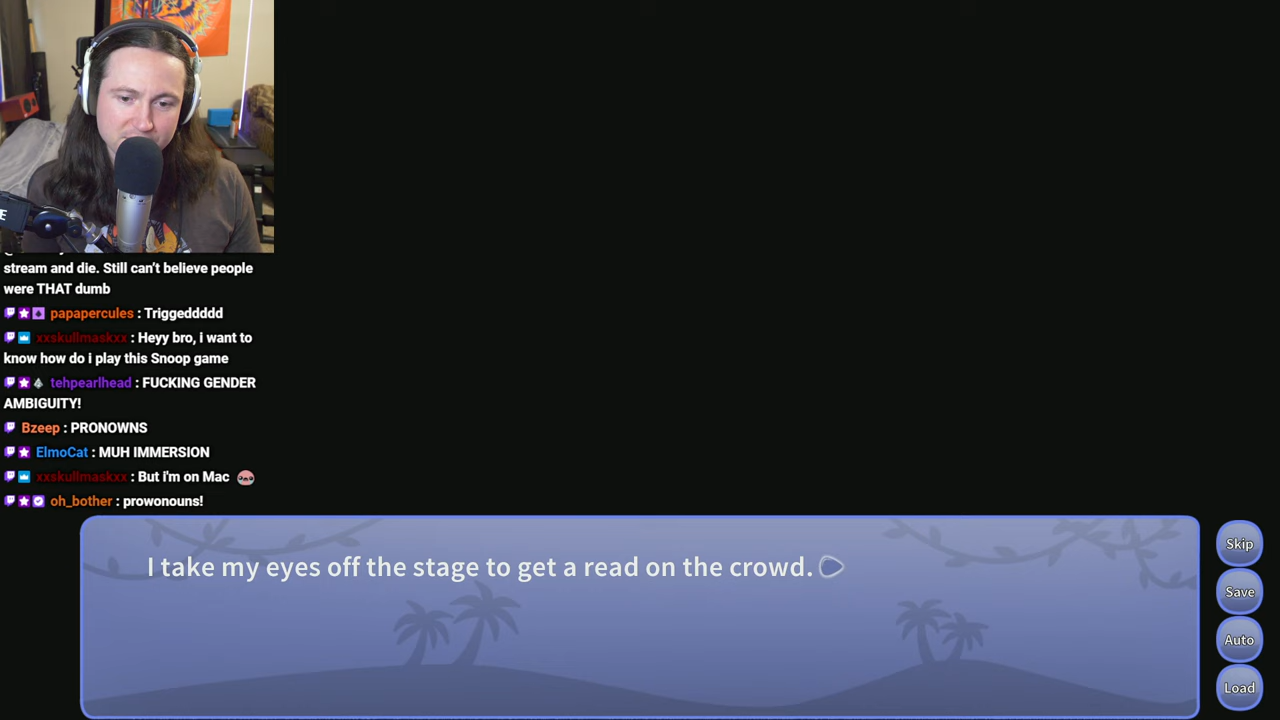 stream and die. Still can't believe people
were THAT dumb
papapercules : Triggeddddd
xxskullmaskxx : Heyy bro, i want to
know how do i play this Snoop game
tehpearlhead : FUCKING GENDER
AMBIGUITY!
Bzeep : PRONOWNS
ElmoCat : MUH IMMERSION
xxskullmaskxx : But i'm on Mac
oh_bother : prowonouns!
I take my eyes off the stage to get a read on the crowd.
Skip
Save
Auto
Load